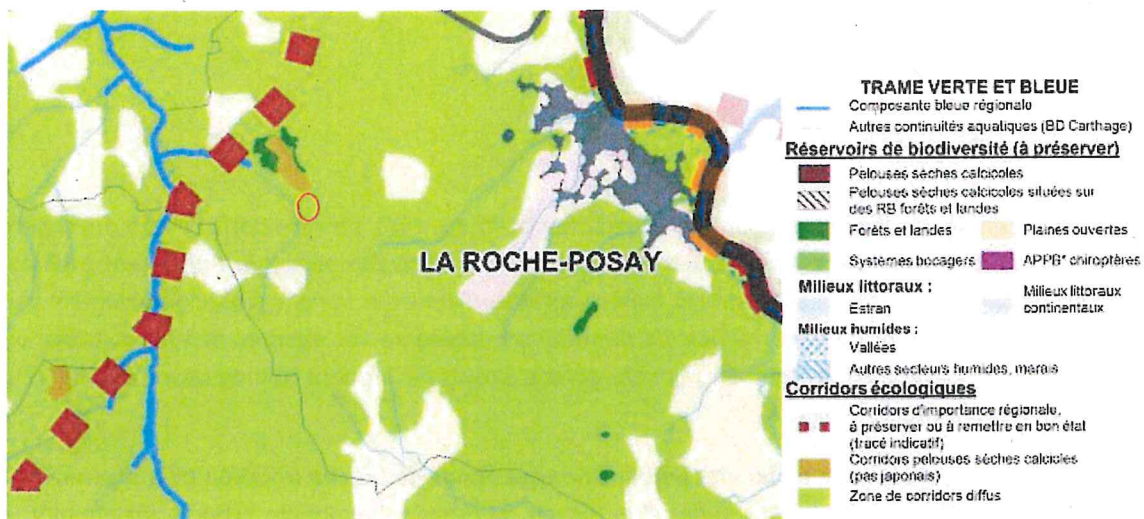 LA ROCHE-POSAY
TRAME VERTE ET BLEUE
Composante bleue régionale
Autres continuités aquatiques (BD Carthage)
Réservoirs de biodiversité (à préserver)
Pelouses sèches calcicoles
Pelouses sèches calcicoles situées sur
des RB forêts et landes
Forêts et landes
Plaines ouvertes
Systèmes bocagers
APPB* chiroptères
Milieux littoraux :
Estran
Milieux littoraux
continentaux
Milieux humides :
Vallées
Autres secteurs humides, marais
Corridors écologiques
Corridors d'importance régionale,
à préserver ou à remettre en bon état
(tracé indicatif)
Corridors pelouses sèches calcicles
(pas japonais)
Zone de corridors diffus